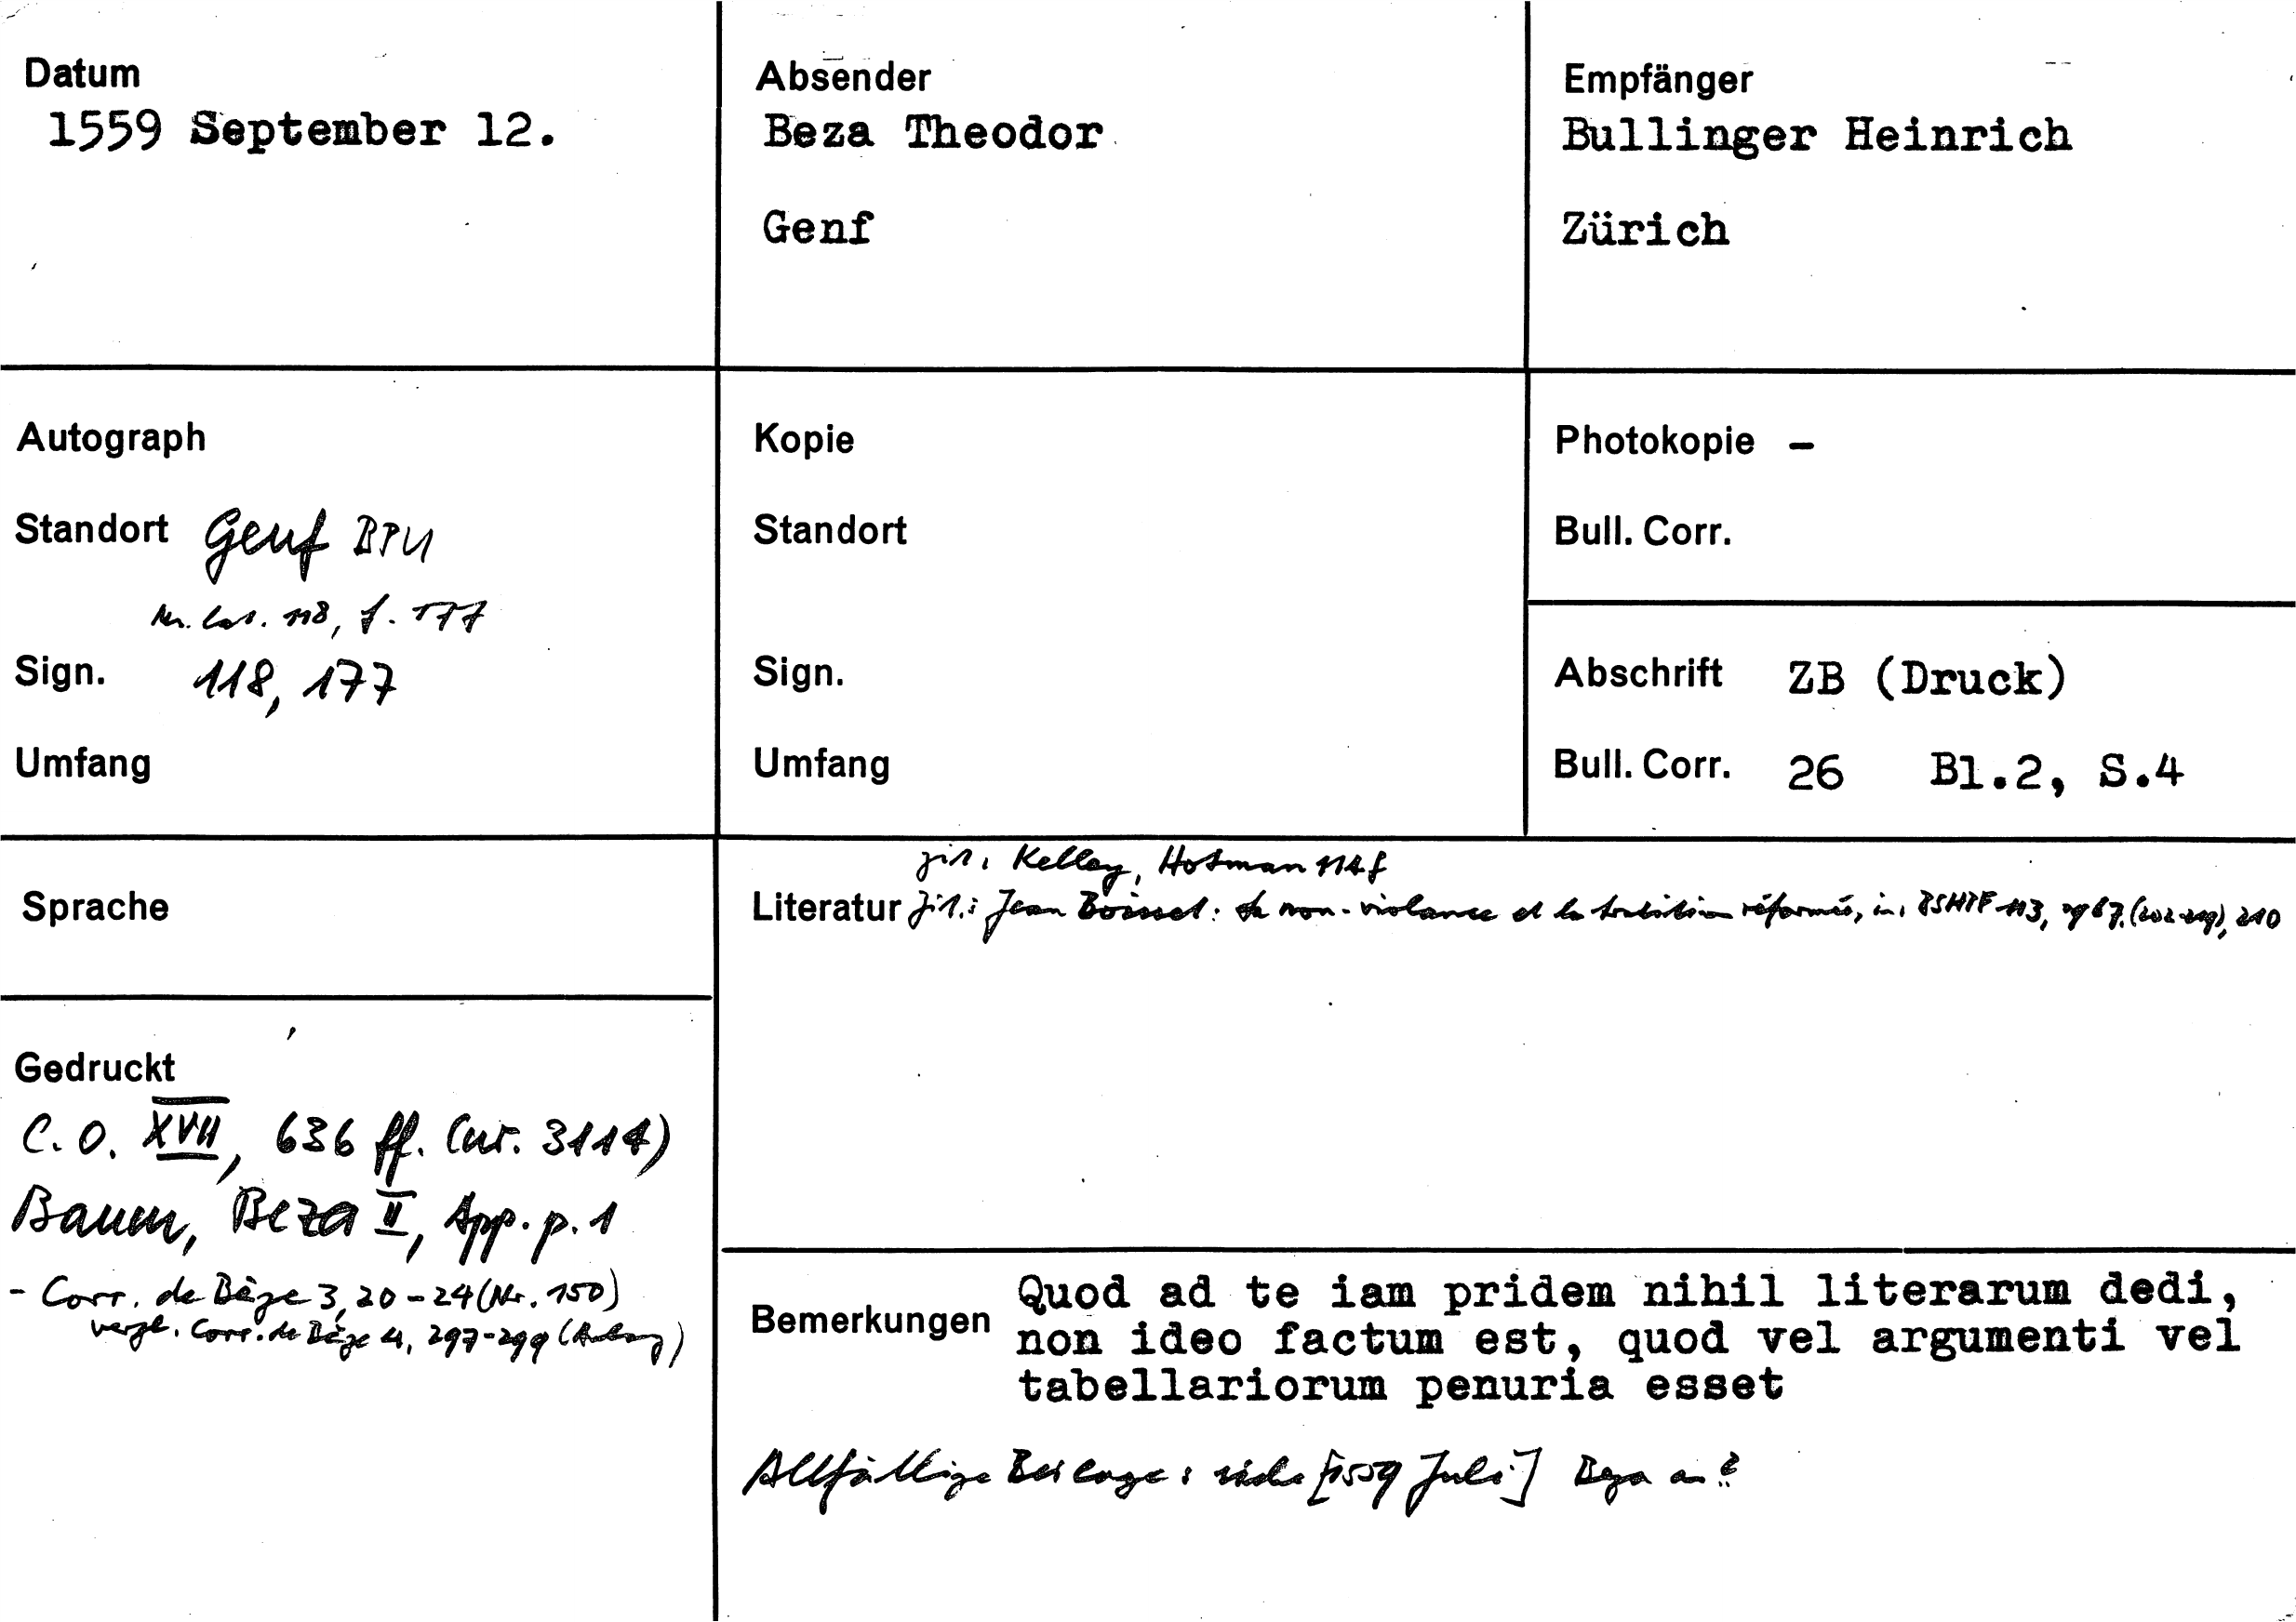 Datum
1559 September 12.
Absender
Beza Theodor
Genf
Empfänger
Bullinger Heinrich
Zürich
Autograph
Standort Genf BPU
Ms. lat. 118, f. 177
Sign. 118, 177
Umfang
Kopie
Standort
Sign.
Umfang
Photokopie –
Bull. Corr.
Abschrift ZB (Druck)
Bull. Corr. 26 Bl.2, S.4
Sprache
zit.: Kelley, Hotman 114 f
Literatur zit.: Jean Boisset: La non-violance et la tradition réformée, in: BSHPF 113, 1967. (202-219), 210
Gedruckt
C. O. XVII, 636 ff. (nr. 3114)
Baum, Beza II, App. p. 1
- Corr. de Bèze 3, 20-24 (Nr. 150)
vergl. Corr. de Bèze 4, 297-299 (Anhang)
Bemerkungen Quod ad te iam pridem nihil literarum dedi,
non ideo factum est, quod vel argumenti vel
tabellariorum penuria esset
Allfällige Beilage: siehe [1559 Juli] Beza an ?